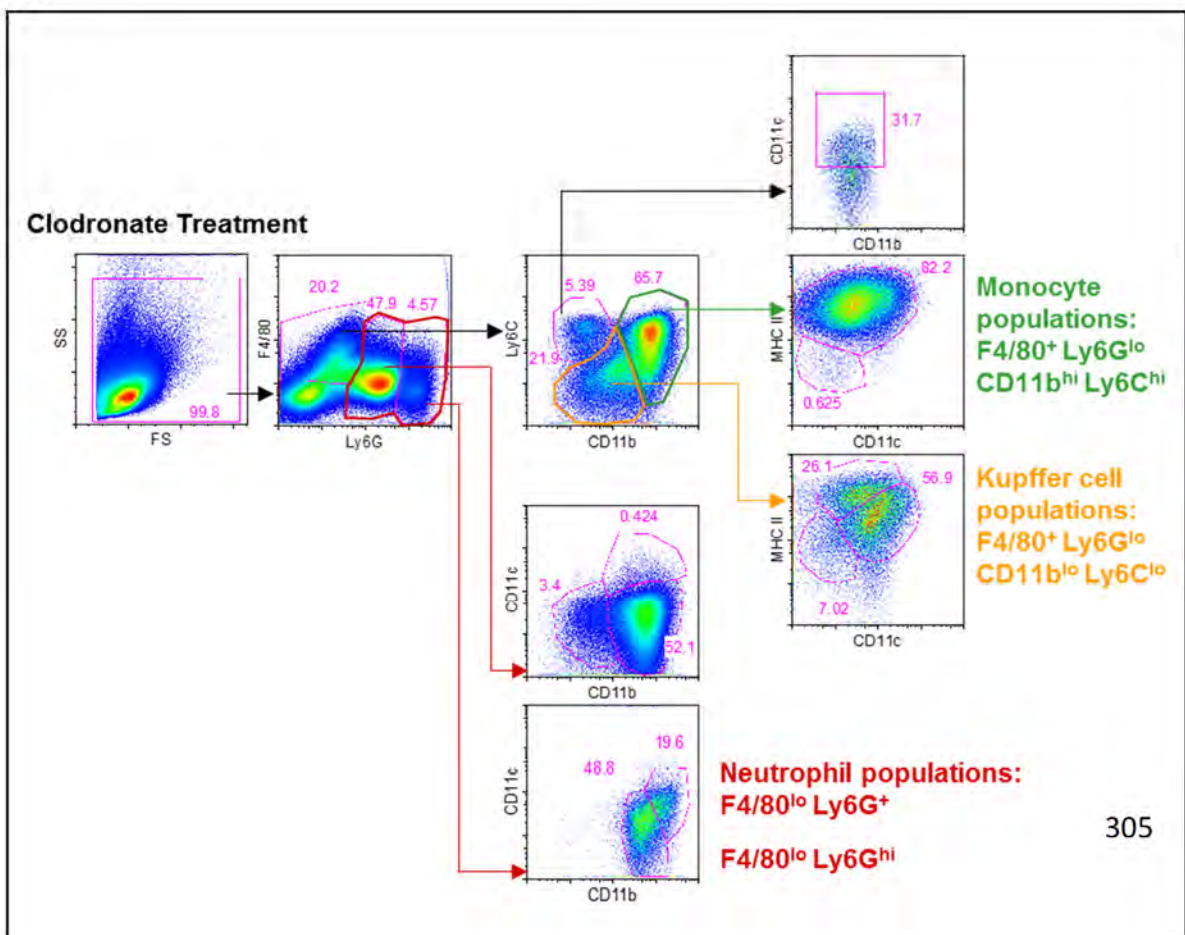 Clodronate Treatment
SS
99.8
FS
20.2
47.9
4.57
F4/80
Ly6G
5.39
65.7
21.9
Ly6C
CD11b
CD11c
31.7
CD11b
82.2
MHC II
0.625
CD11c
Monocyte
populations:
F4/80⁺ Ly6Gˡᵒ
CD11bʰⁱ Ly6Cʰⁱ
26.1
56.9
MHC II
7.02
CD11c
Kupffer cell
populations:
F4/80⁺ Ly6Gˡᵒ
CD11bˡᵒ Ly6Cˡᵒ
0.424
3.4
CD11c
52.1
CD11b
19.6
48.8
CD11c
CD11b
Neutrophil populations:
F4/80ˡᵒ Ly6G⁺
F4/80ˡᵒ Ly6Gʰⁱ
305